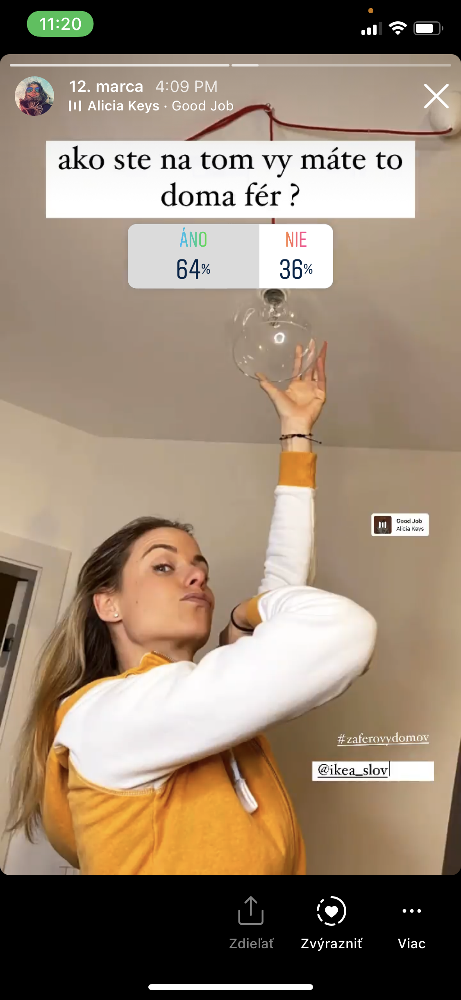 11:20
12. marca 4:09 PM
Alicia Keys · Good Job
ako ste na tom vy máte to
doma fér ?
ÁNO NIE
64% 36%
Good Job
Alicia Keys
#zaferovydomov
@ikea_slov
Zdieľať Zvýrazniť Viac